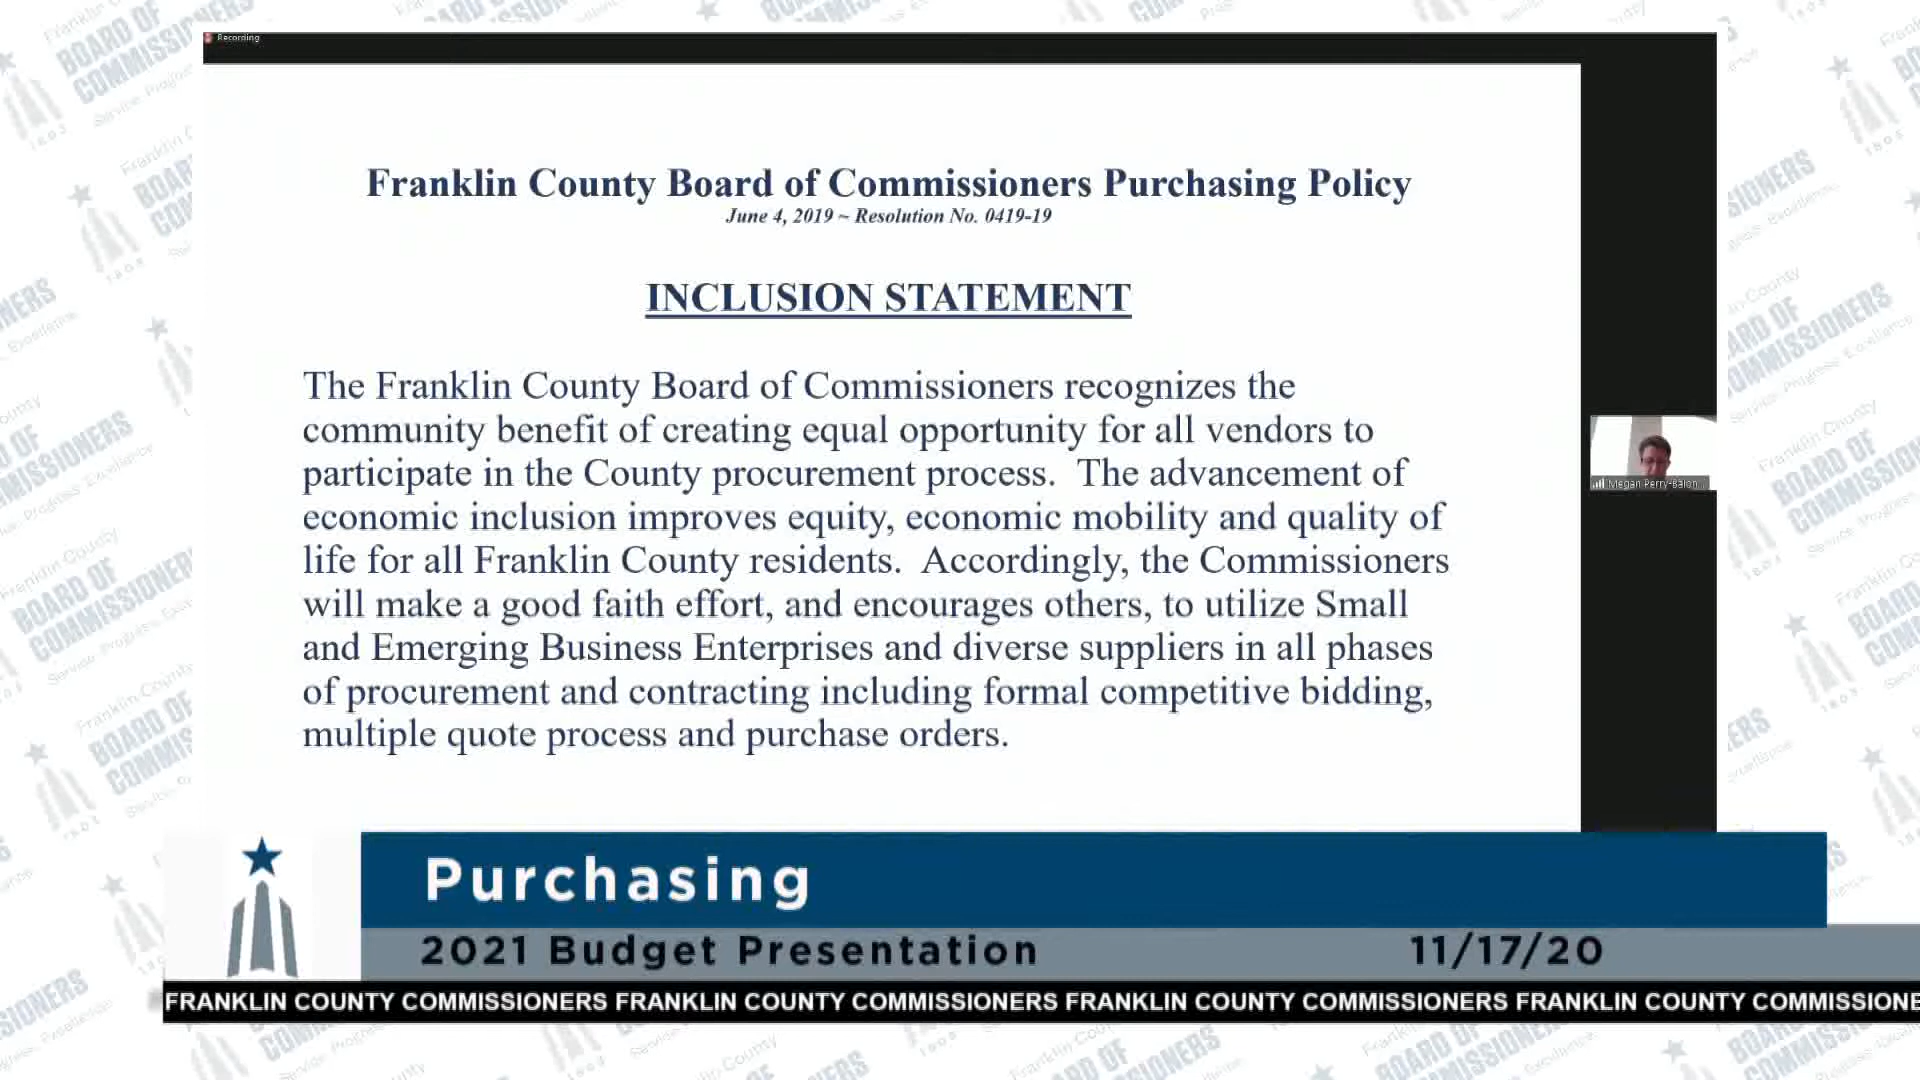 Recording
Franklin County Board of Commissioners Purchasing Policy
June 4, 2019 ~ Resolution No. 0419-19
INCLUSION STATEMENT
The Franklin County Board of Commissioners recognizes the
community benefit of creating equal opportunity for all vendors to
participate in the County procurement process. The advancement of
economic inclusion improves equity, economic mobility and quality of
life for all Franklin County residents. Accordingly, the Commissioners
will make a good faith effort, and encourages others, to utilize Small
and Emerging Business Enterprises and diverse suppliers in all phases
of procurement and contracting including formal competitive bidding,
multiple quote process and purchase orders.
Megan Perry-Balon
Purchasing
2021 Budget Presentation 11/17/20
FRANKLIN COUNTY COMMISSIONERS FRANKLIN COUNTY COMMISSIONERS FRANKLIN COUNTY COMMISSIONERS FRANKLIN COUNTY COMMISSIONE